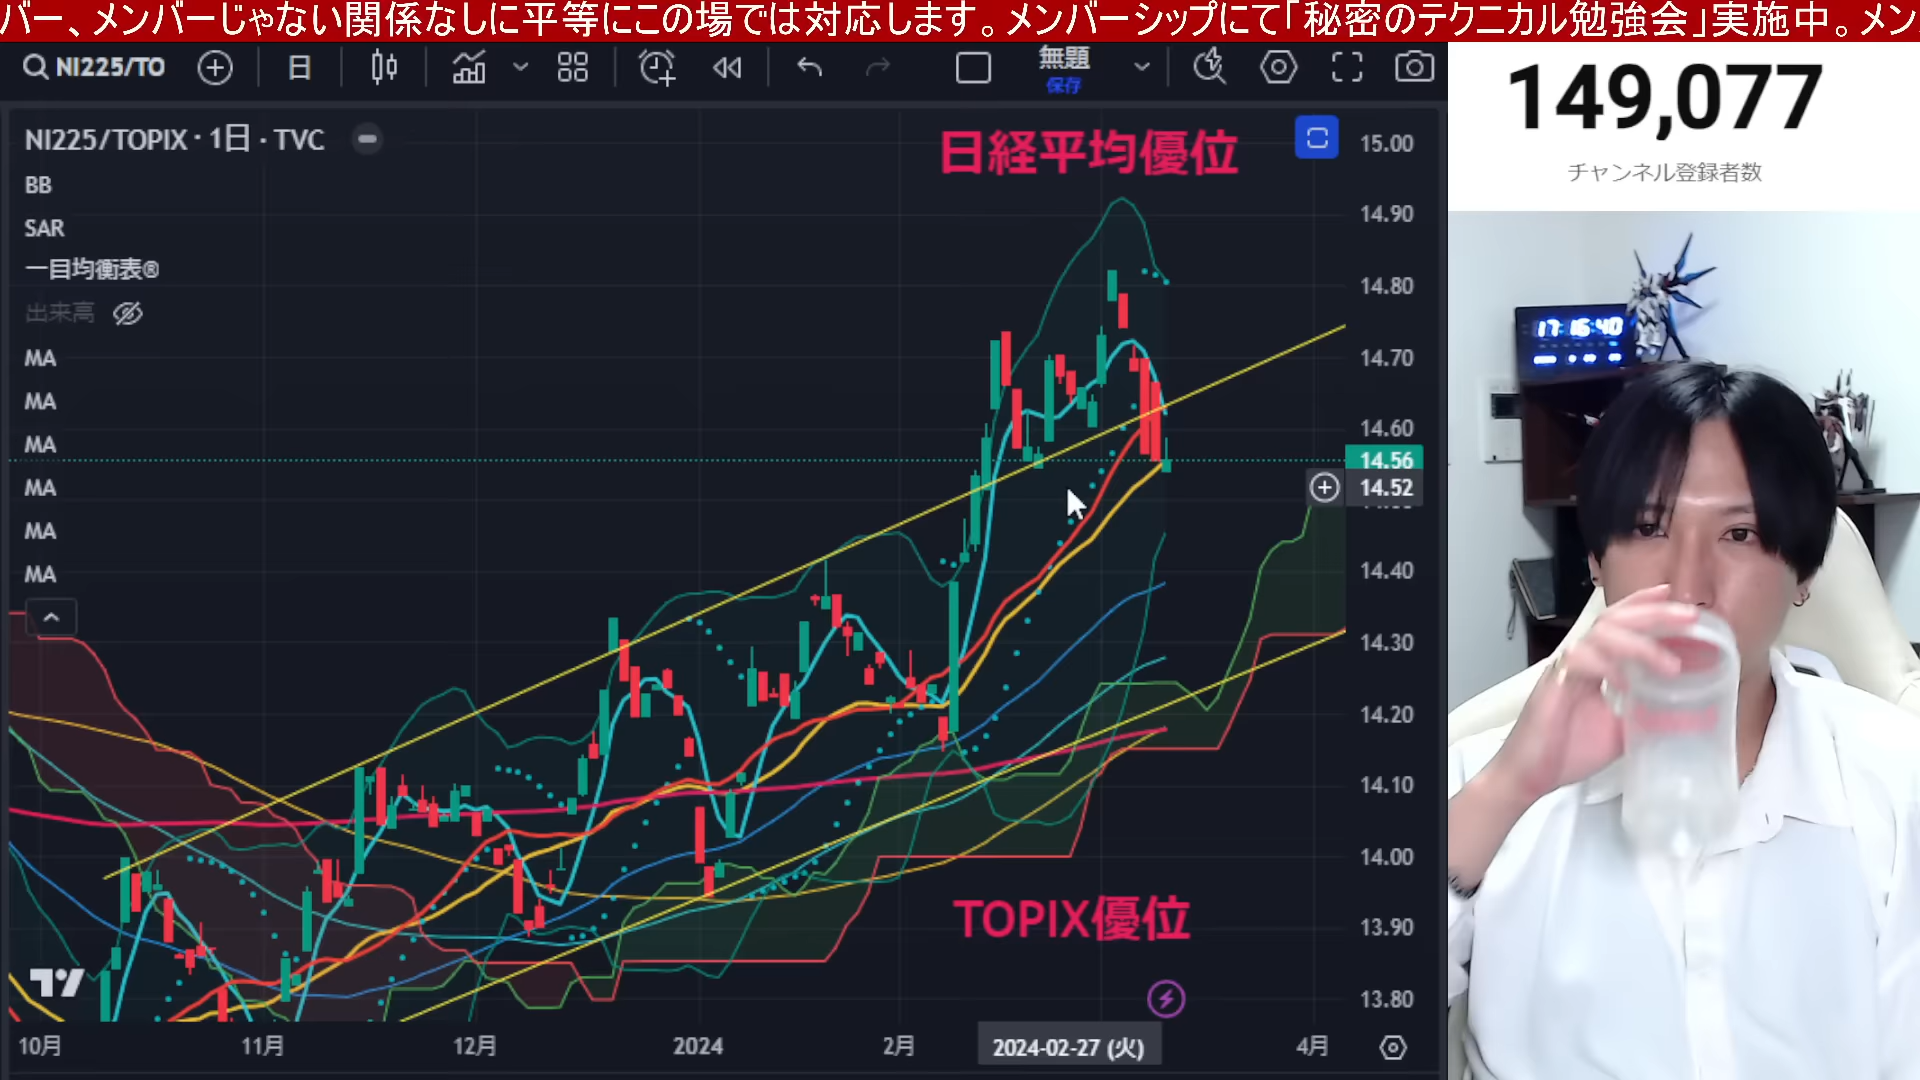 バー、メンバーじゃない関係なしに平等にこの場では対応します。メンバーシップにて「秘密のテクニカル勉強会」実施中。メン
NI225/TO
日
無題
保存
149,077
チャンネル登録者数
NI225/TOPIX · 1日 · TVC
日経平均優位
BB
SAR
一目均衡表®
出来高
MA
MA
MA
MA
MA
MA
15.00
14.90
14.80
14.70
14.60
14.56
14.52
14.40
14.30
14.20
14.10
14.00
13.90
13.80
17:16:40
TOPIX優位
10月
11月
12月
2024
2月
2024-02-27 (火)
4月